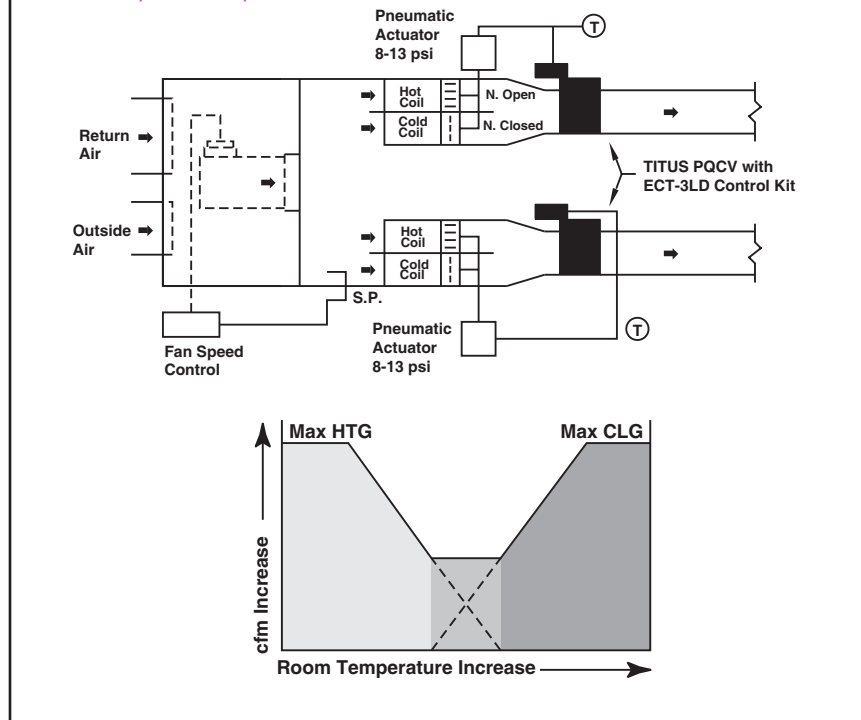 Pneumatic
Actuator
8-13 psi
T
Hot
Coil
N. Open
Cold
Coil
N. Closed
Return
Air
TITUS PQCV with
ECT-3LD Control Kit
Outside
Air
Hot
Coil
Cold
Coil
S.P.
Pneumatic
Actuator
8-13 psi
T
Fan Speed
Control
Max HTG
Max CLG
cfm Increase
Room Temperature Increase